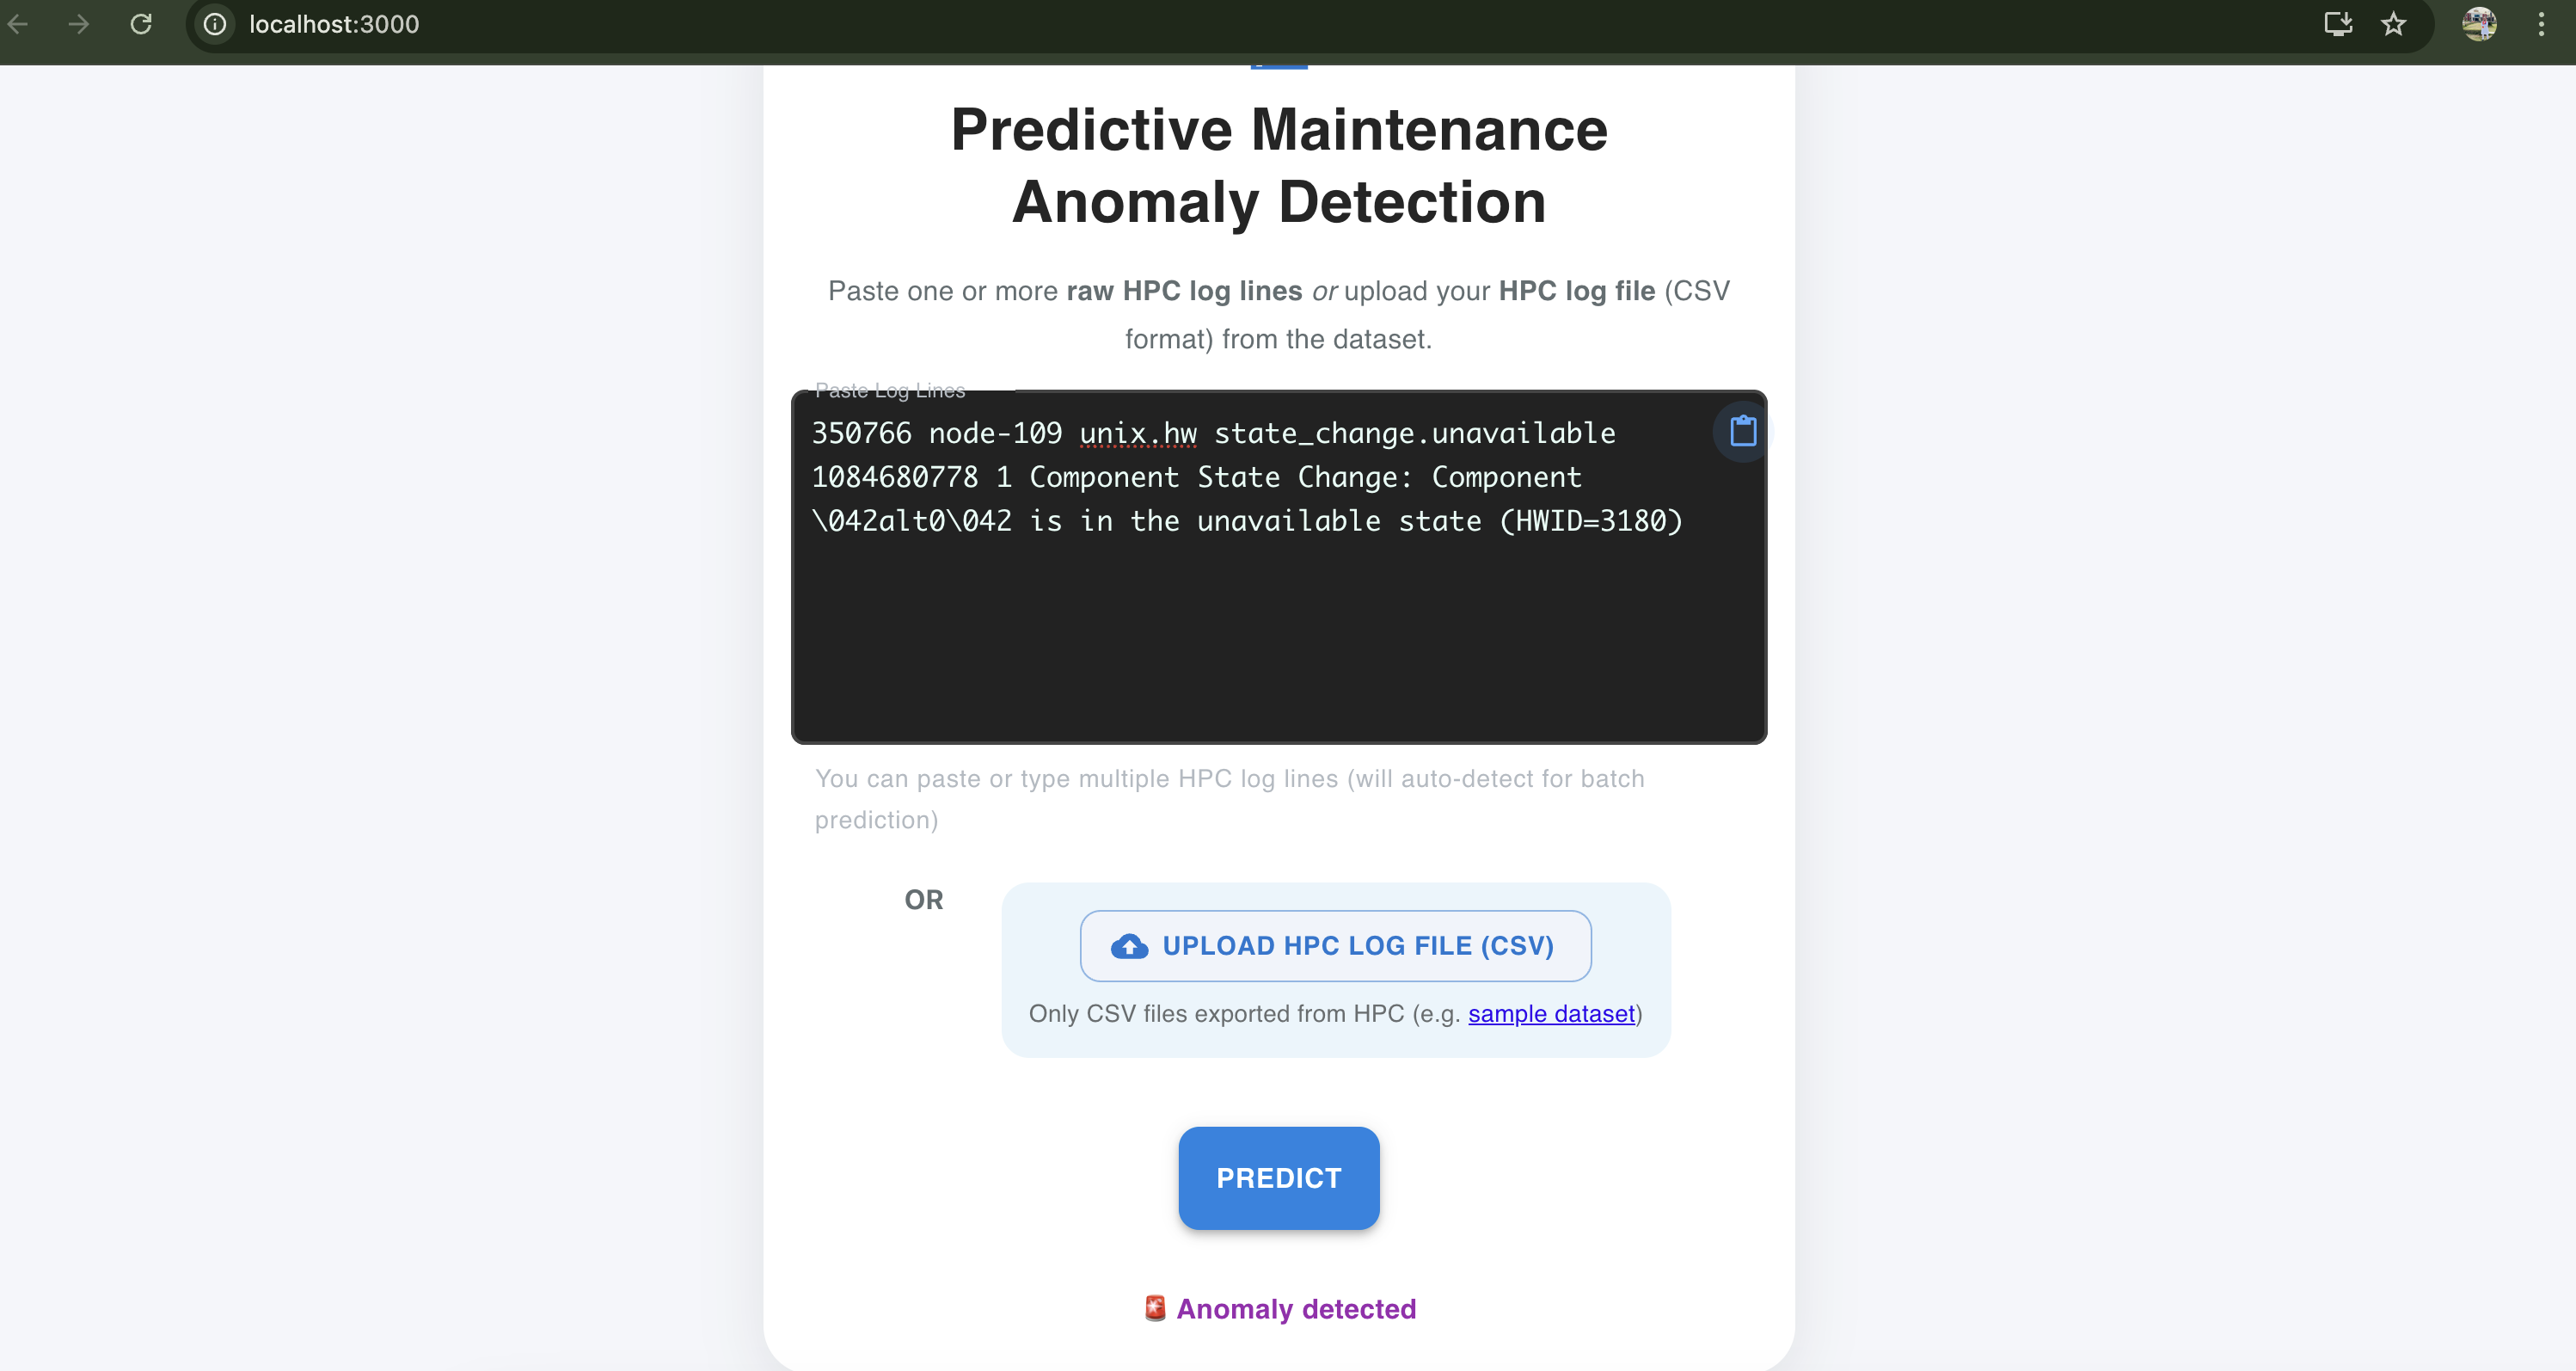 localhost:3000
Predictive Maintenance
Anomaly Detection
Paste one or more raw HPC log lines or upload your HPC log file (CSV
format) from the dataset.
Paste Log Lines
350766 node-109 unix.hw state_change.unavailable
1084680778 1 Component State Change: Component
\042alt0\042 is in the unavailable state (HWID=3180)
You can paste or type multiple HPC log lines (will auto-detect for batch
prediction)
OR
UPLOAD HPC LOG FILE (CSV)
Only CSV files exported from HPC (e.g. sample dataset)
PREDICT
🚨 Anomaly detected